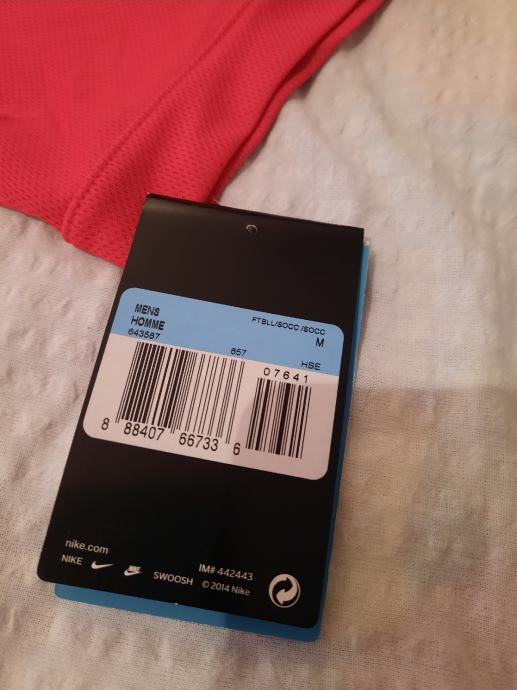 MENS
HOMME
643587
FTBLL/SOCC /SOCC
M
657
HSE
07641
8 88407 66733 6
nike.com
NIKE
SWOOSH
IM# 442443
© 2014 Nike